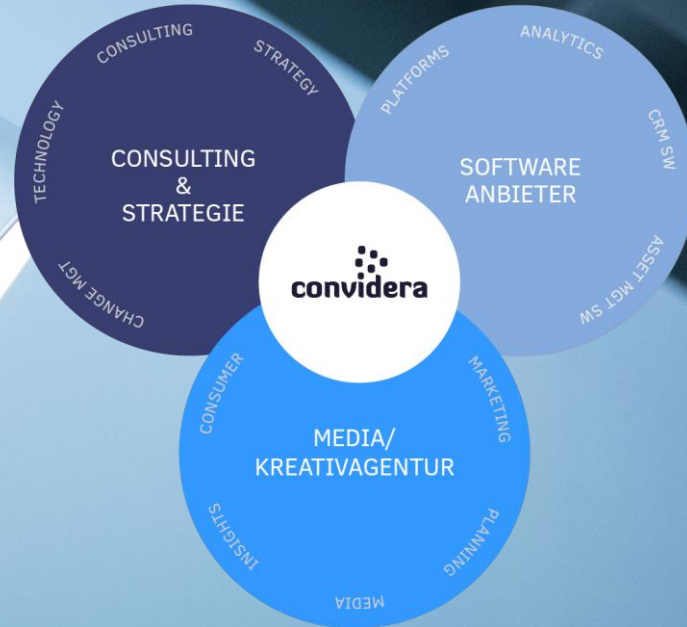 CONSULTING
STRATEGY
TECHNOLOGY
CHANGE MGT
CONSULTING
&
STRATEGIE
PLATFORMS
ANALYTICS
CRM SW
ASSET MGT SW
SOFTWARE
ANBIETER
convidera
CONSUMER
MARKETING
MEDIA/
KREATIVAGENTUR
INSIGHTS
PLANNING
MEDIA